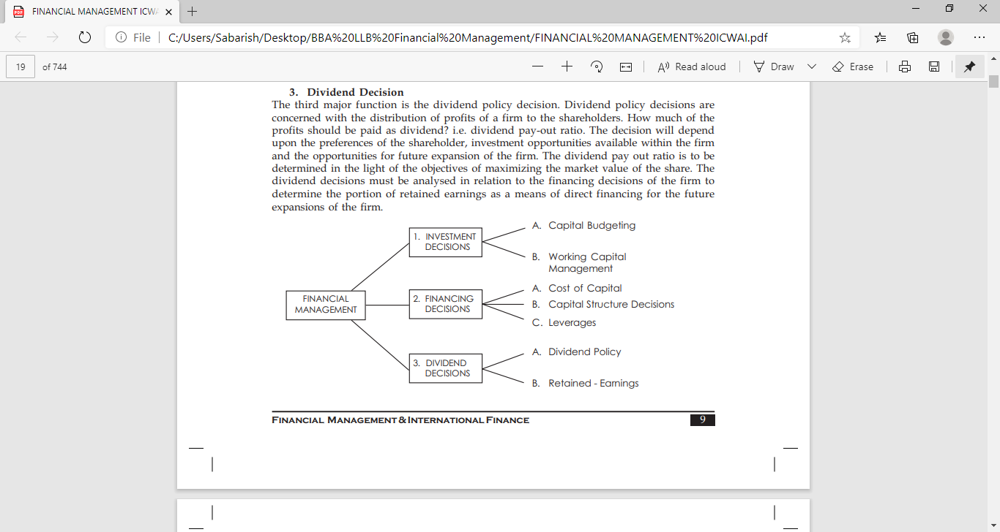 FINANCIAL MANAGEMENT ICWA
File
C:/Users/Sabarish/Desktop/BBA%20LLB%20Financial%20Management/FINANCIAL%20MANAGEMENT%20ICWAI.pdf
19 of 744
Read aloud
Draw
Erase
3. Dividend Decision
The third major function is the dividend policy decision. Dividend policy decisions are
concerned with the distribution of profits of a firm to the shareholders. How much of the
profits should be paid as dividend? i.e. dividend pay-out ratio. The decision will depend
upon the preferences of the shareholder, investment opportunities available within the firm
and the opportunities for future expansion of the firm. The dividend pay out ratio is to be
determined in the light of the objectives of maximizing the market value of the share. The
dividend decisions must be analysed in relation to the financing decisions of the firm to
determine the portion of retained earnings as a means of direct financing for the future
expansions of the firm.
FINANCIAL
MANAGEMENT
1. INVESTMENT
DECISIONS
A. Capital Budgeting
B. Working Capital
Management
2. FINANCING
DECISIONS
A. Cost of Capital
B. Capital Structure Decisions
C. Leverages
3. DIVIDEND
DECISIONS
A. Dividend Policy
B. Retained - Earnings
FINANCIAL MANAGEMENT & INTERNATIONAL FINANCE
9